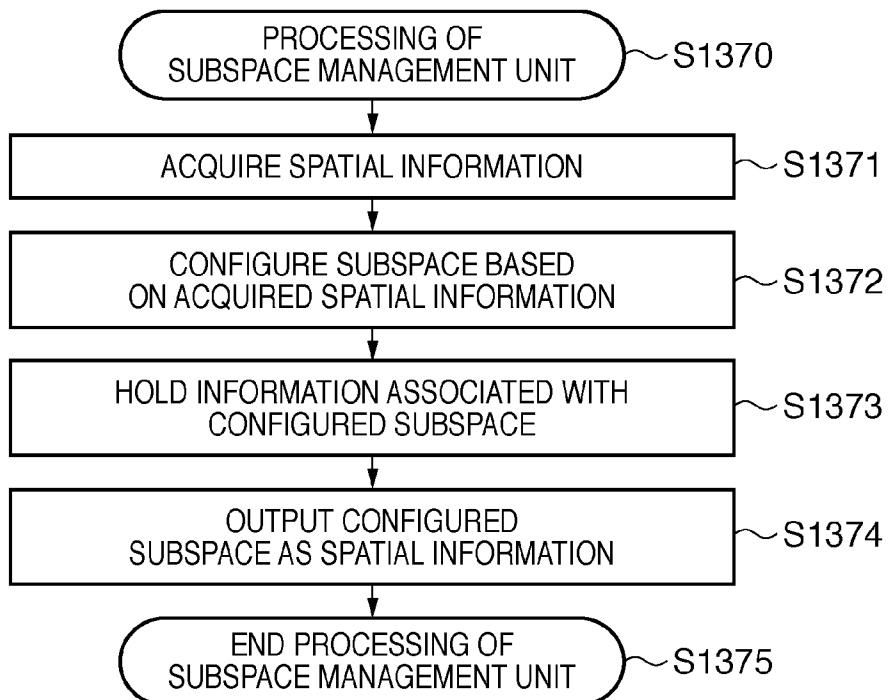 PROCESSING OF
SUBSPACE MANAGEMENT UNIT
S1370
ACQUIRE SPATIAL INFORMATION
S1371
CONFIGURE SUBSPACE BASED
ON ACQUIRED SPATIAL INFORMATION
S1372
HOLD INFORMATION ASSOCIATED WITH
CONFIGURED SUBSPACE
S1373
OUTPUT CONFIGURED
SUBSPACE AS SPATIAL INFORMATION
S1374
END PROCESSING OF
SUBSPACE MANAGEMENT UNIT
S1375